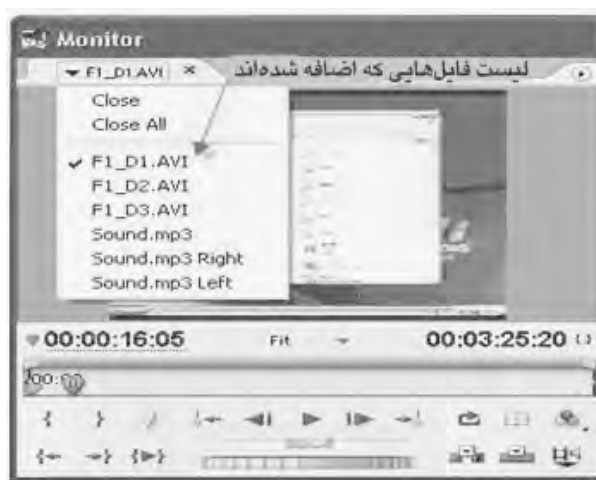 Monitor
F1_D1.AVI
لیست فایل‌هایی که اضافه شده‌اند
Close
Close All
F1_D1.AVI
F1_D2.AVI
F1_D3.AVI
Sound.mp3
Sound.mp3 Right
Sound.mp3 Left
00:00:16:05
Fit
00:03:25:20